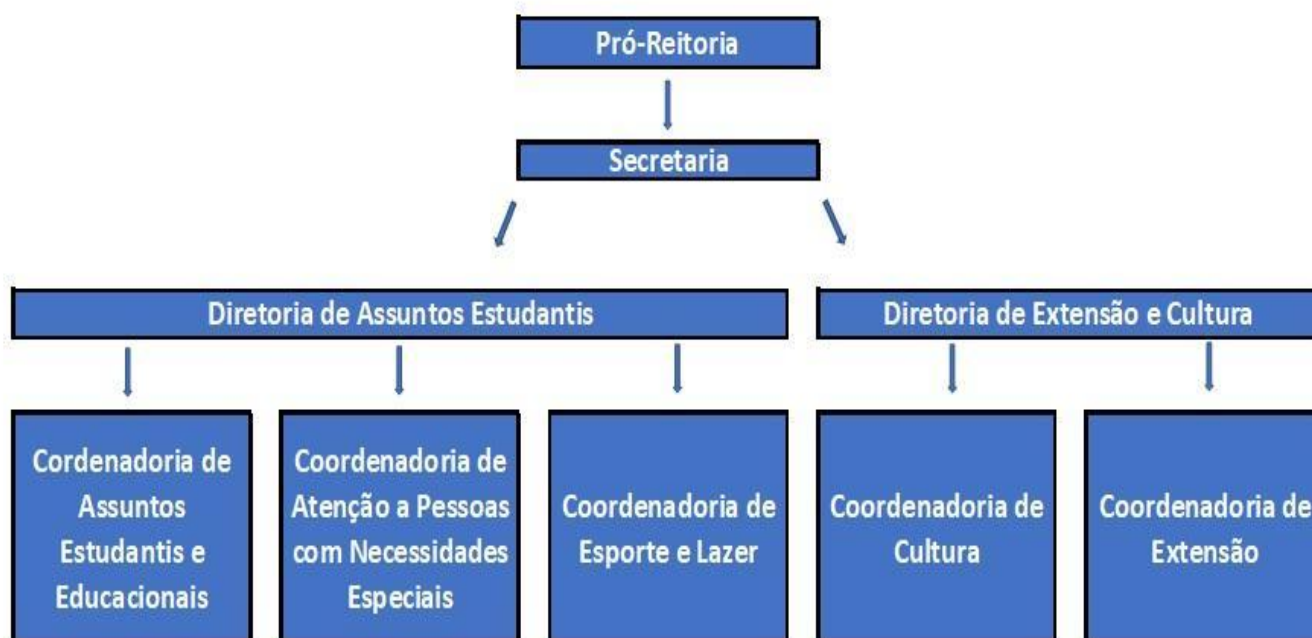 Pró-Reitoria
Secretaria
Diretoria de Assuntos Estudantis
Diretoria de Extensão e Cultura
Cordenadoria de
Assuntos
Estudantis e
Educacionais
Coordenadoria de
Atenção a Pessoas
com Necessidades
Especiais
Coordenadoria de
Esporte e Lazer
Coordenadoria de
Cultura
Coordenadoria de
Extensão